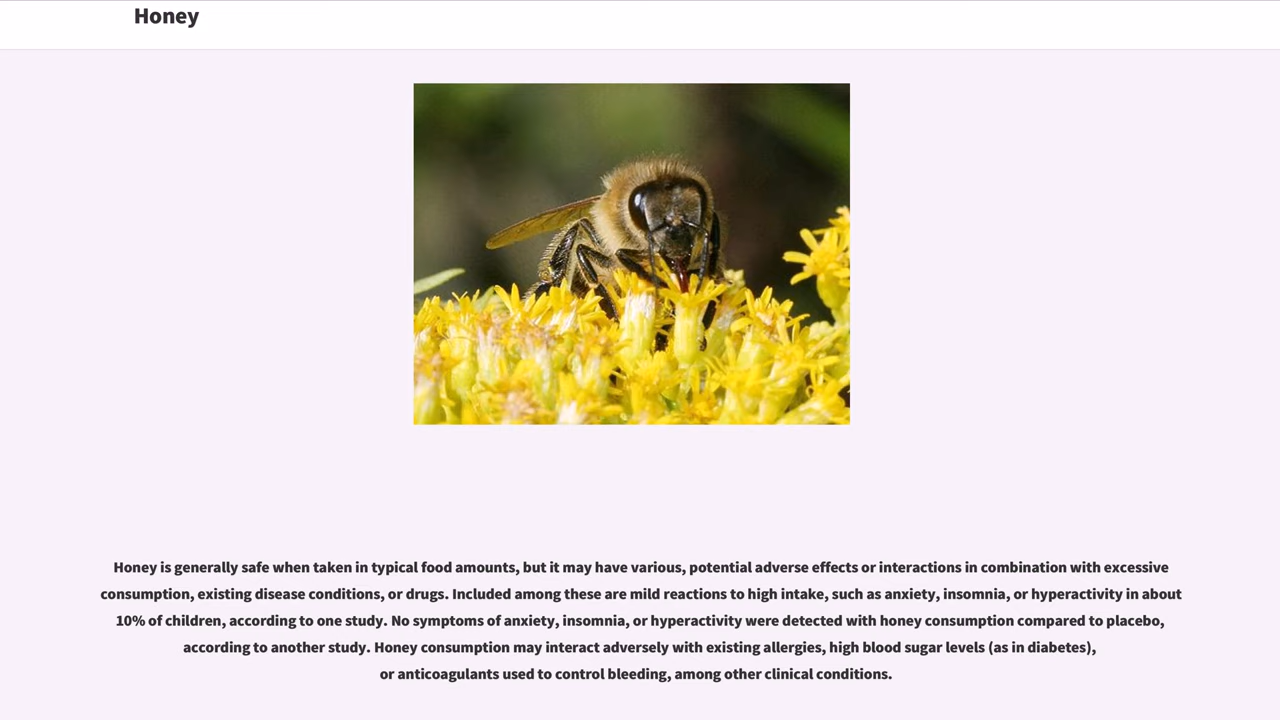 Honey
Honey is generally safe when taken in typical food amounts, but it may have various, potential adverse effects or interactions in combination with excessive
consumption, existing disease conditions, or drugs. Included among these are mild reactions to high intake, such as anxiety, insomnia, or hyperactivity in about
10% of children, according to one study. No symptoms of anxiety, insomnia, or hyperactivity were detected with honey consumption compared to placebo,
according to another study. Honey consumption may interact adversely with existing allergies, high blood sugar levels (as in diabetes),
or anticoagulants used to control bleeding, among other clinical conditions.